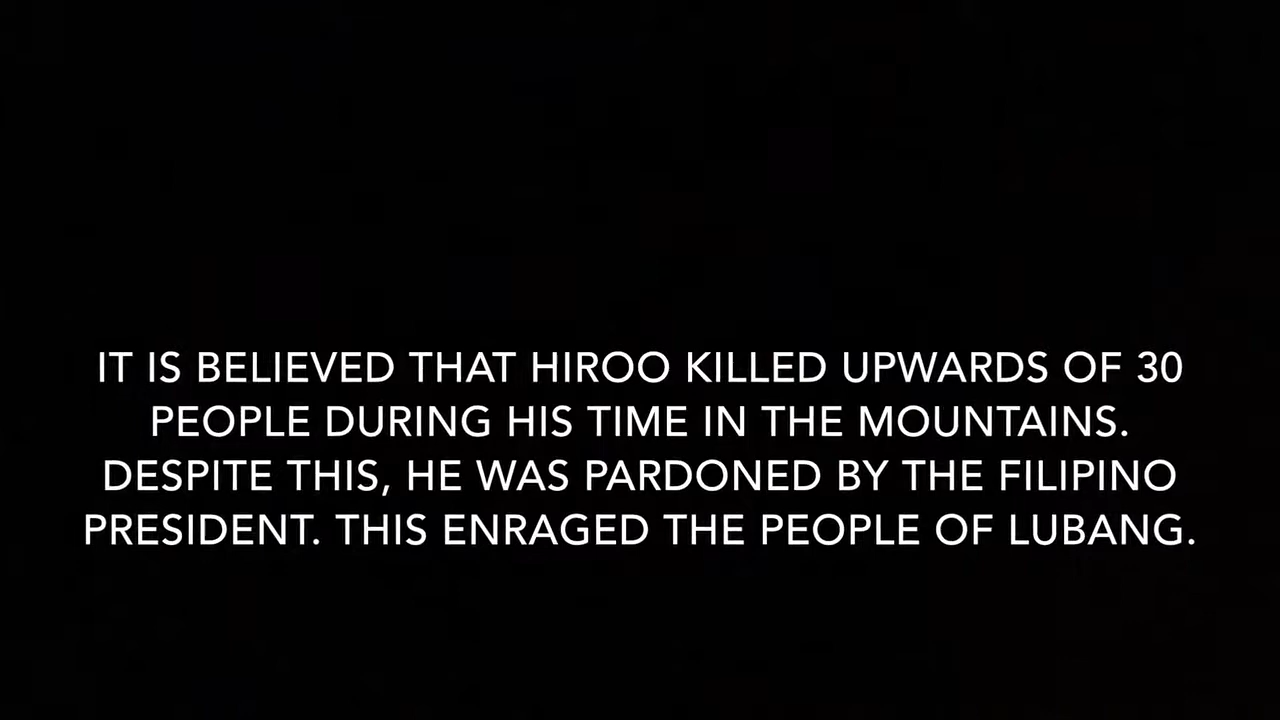 IT IS BELIEVED THAT HIROO KILLED UPWARDS OF 30
PEOPLE DURING HIS TIME IN THE MOUNTAINS.
DESPITE THIS, HE WAS PARDONED BY THE FILIPINO
PRESIDENT. THIS ENRAGED THE PEOPLE OF LUBANG.